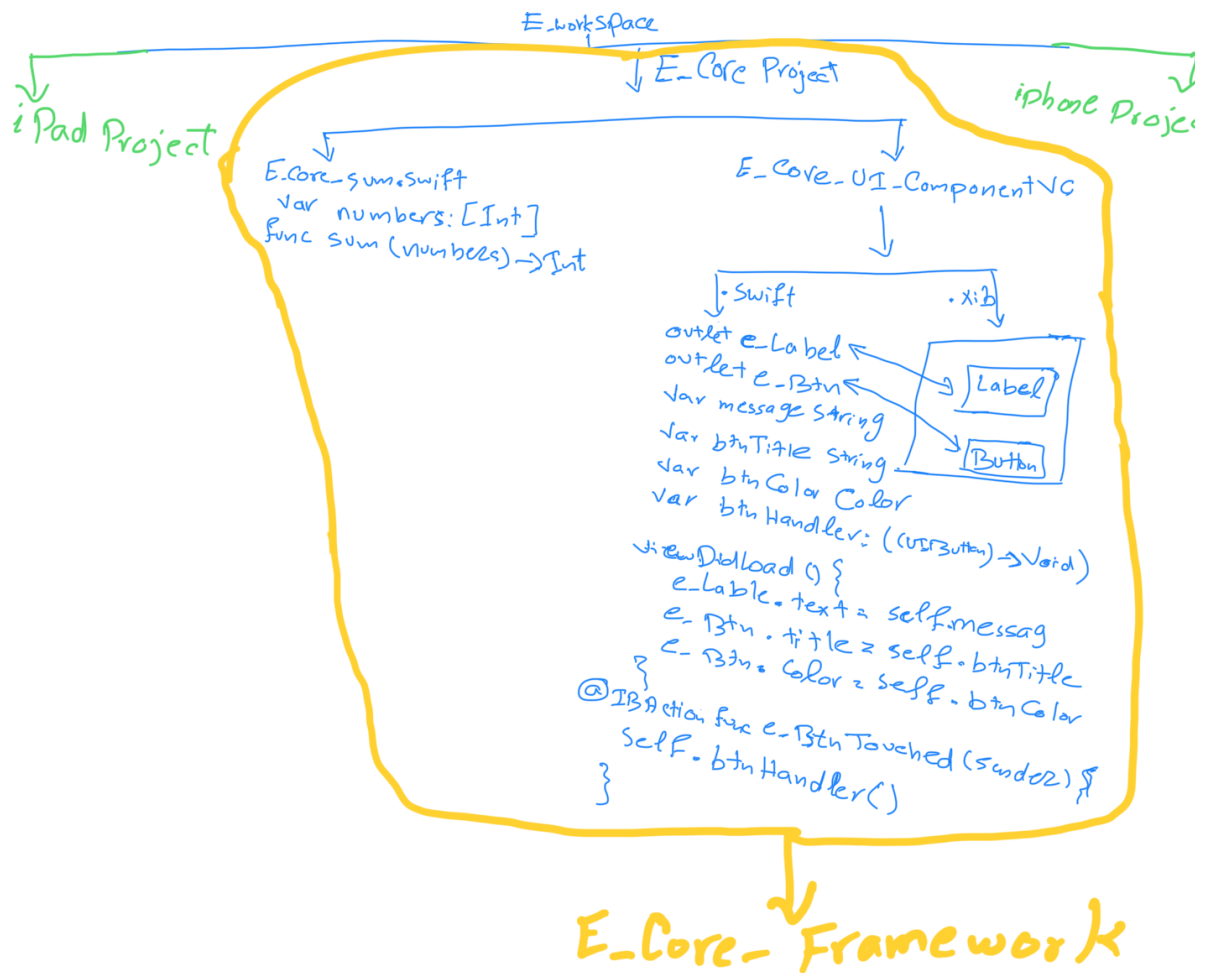 E_workSpace
E_Core Project
iPad Project
iphone Projec
E_Core_sum.swift
var numbers: [Int]
func sum (numbers) → Int
E_Core_UI_ComponentVC
.swift
.xib
outlet e_Label
outlet e_Btn
Var message string
Var btnTitle string
var btnColor Color
Var btnHandler: ((UIButton) → Void)
Label
Button
viewDidLoad () {
e_Lable.text = self.messag
e_Btn.title = self.btnTitle
e_Btn.Color = self.btnColor
}
@IBAction func e_BtnTouched (sender) {
Self.btnHandler()
}
E_Core_Framework